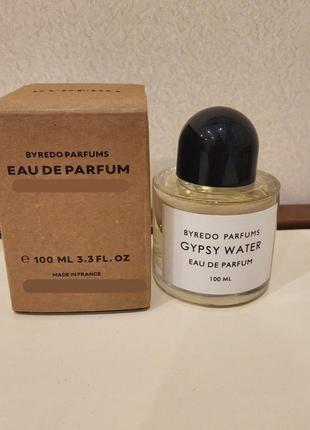 BYREDO
BYREDO PARFUMS
EAU DE PARFUM
e 100 ML 3.3 FL. OZ
MADE IN FRANCE
BYREDO PARFUMS
GYPSY WATER
EAU DE PARFUM
100 ML